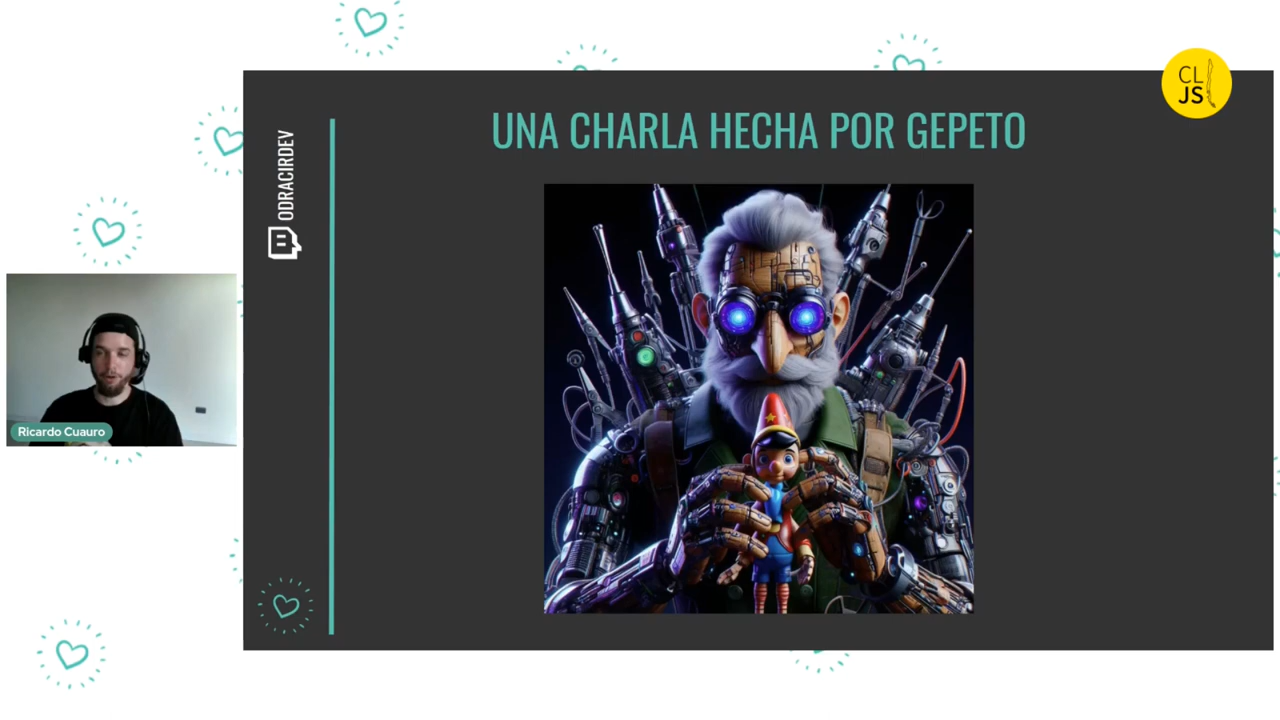 CL
JS
UNA CHARLA HECHA POR GEPETO
ODRACIRDEV
Ricardo Cuauro